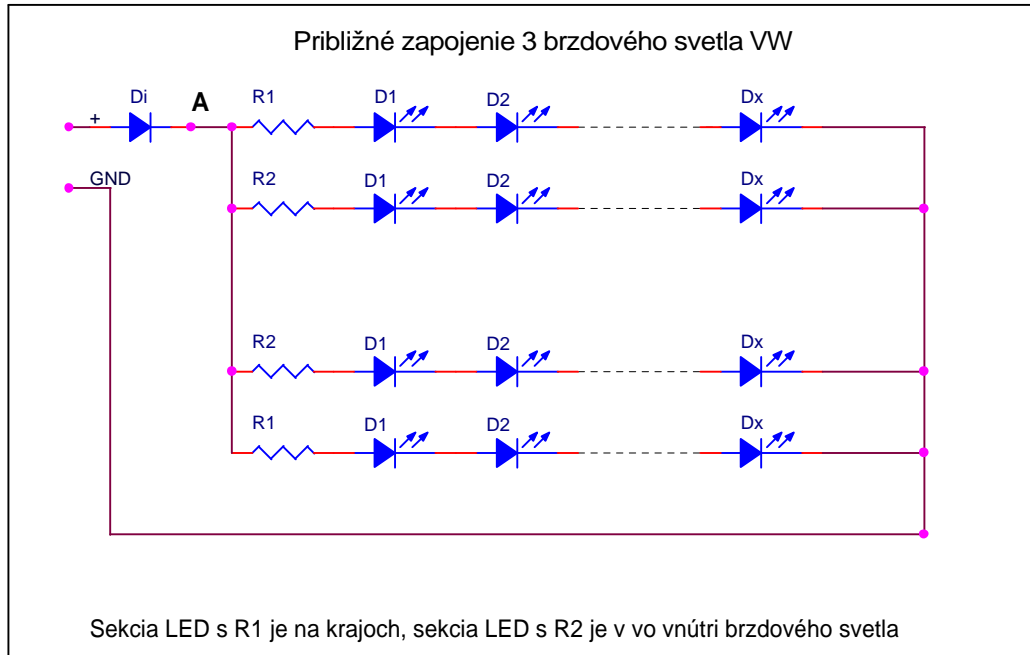 Približné zapojenie 3 brzdového svetla VW
Di A R1 D1 D2 Dx
+
GND
R2 D1 D2 Dx
R2 D1 D2 Dx
R1 D1 D2 Dx
Sekcia LED s R1 je na krajoch, sekcia LED s R2 je v vo vnútri brzdového svetla